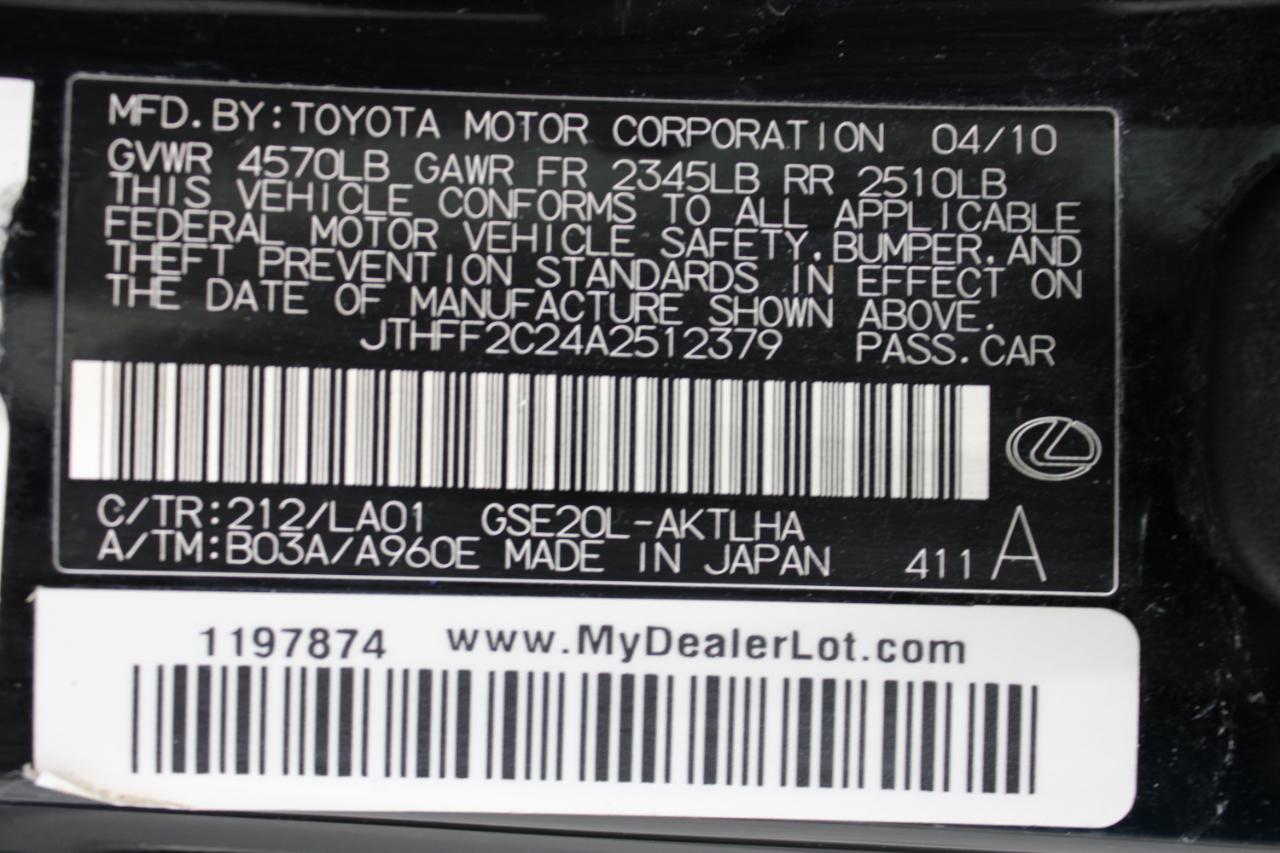 MFD. BY: TOYOTA MOTOR CORPORATION 04/10
GVWR 4570LB GAWR FR 2345LB RR 2510LB
THIS VEHICLE CONFORMS TO ALL APPLICABLE
FEDERAL MOTOR VEHICLE SAFETY, BUMPER, AND
THEFT PREVENTION STANDARDS IN EFFECT ON
THE DATE OF MANUFACTURE SHOWN ABOVE.
JTHFF2C24A2512379 PASS. CAR
C/TR: 212/LA01 GSE20L-AKTLHA
A/TM: B03A/A960E MADE IN JAPAN 411 A
1197874 www.MyDealerLot.com